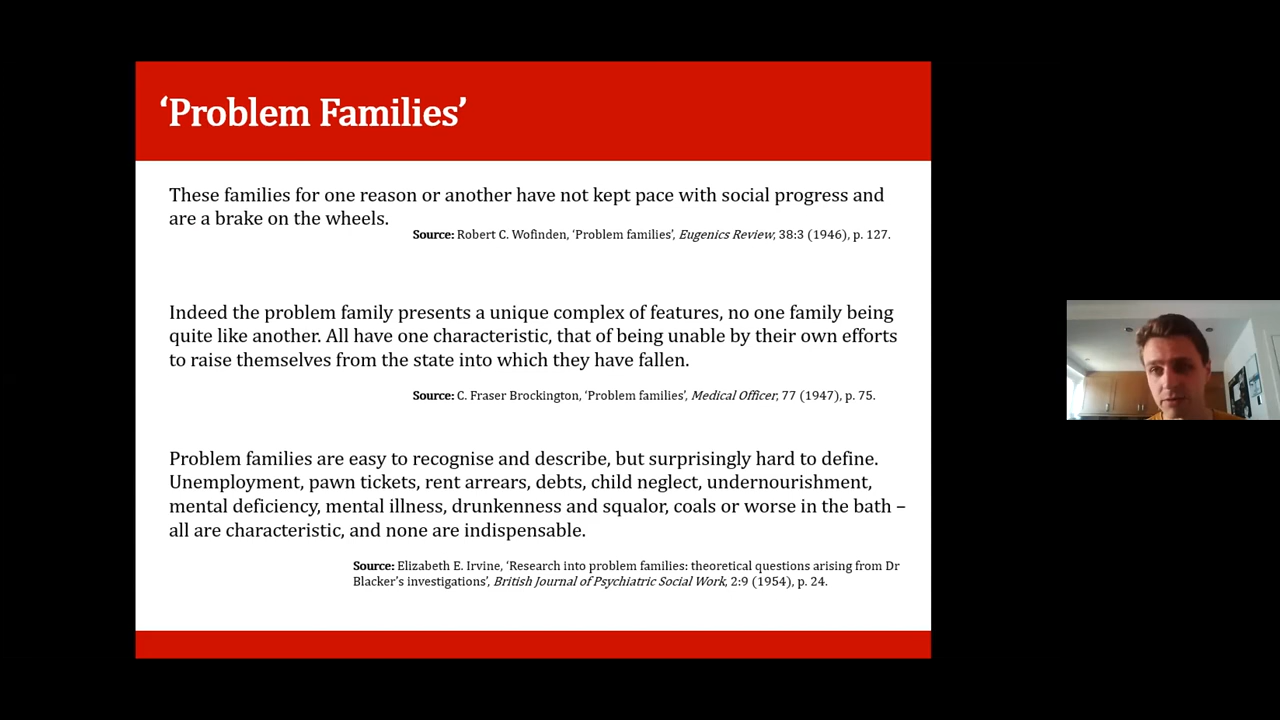 ‘Problem Families’
These families for one reason or another have not kept pace with social progress and
are a brake on the wheels.
Source: Robert C. Wofinden, ‘Problem families’, Eugenics Review, 38:3 (1946), p. 127.
Indeed the problem family presents a unique complex of features, no one family being
quite like another. All have one characteristic, that of being unable by their own efforts
to raise themselves from the state into which they have fallen.
Source: C. Fraser Brockington, ‘Problem families’, Medical Officer, 77 (1947), p. 75.
Problem families are easy to recognise and describe, but surprisingly hard to define.
Unemployment, pawn tickets, rent arrears, debts, child neglect, undernourishment,
mental deficiency, mental illness, drunkenness and squalor, coals or worse in the bath –
all are characteristic, and none are indispensable.
Source: Elizabeth E. Irvine, ‘Research into problem families: theoretical questions arising from Dr
Blacker’s investigations’, British Journal of Psychiatric Social Work, 2:9 (1954), p. 24.